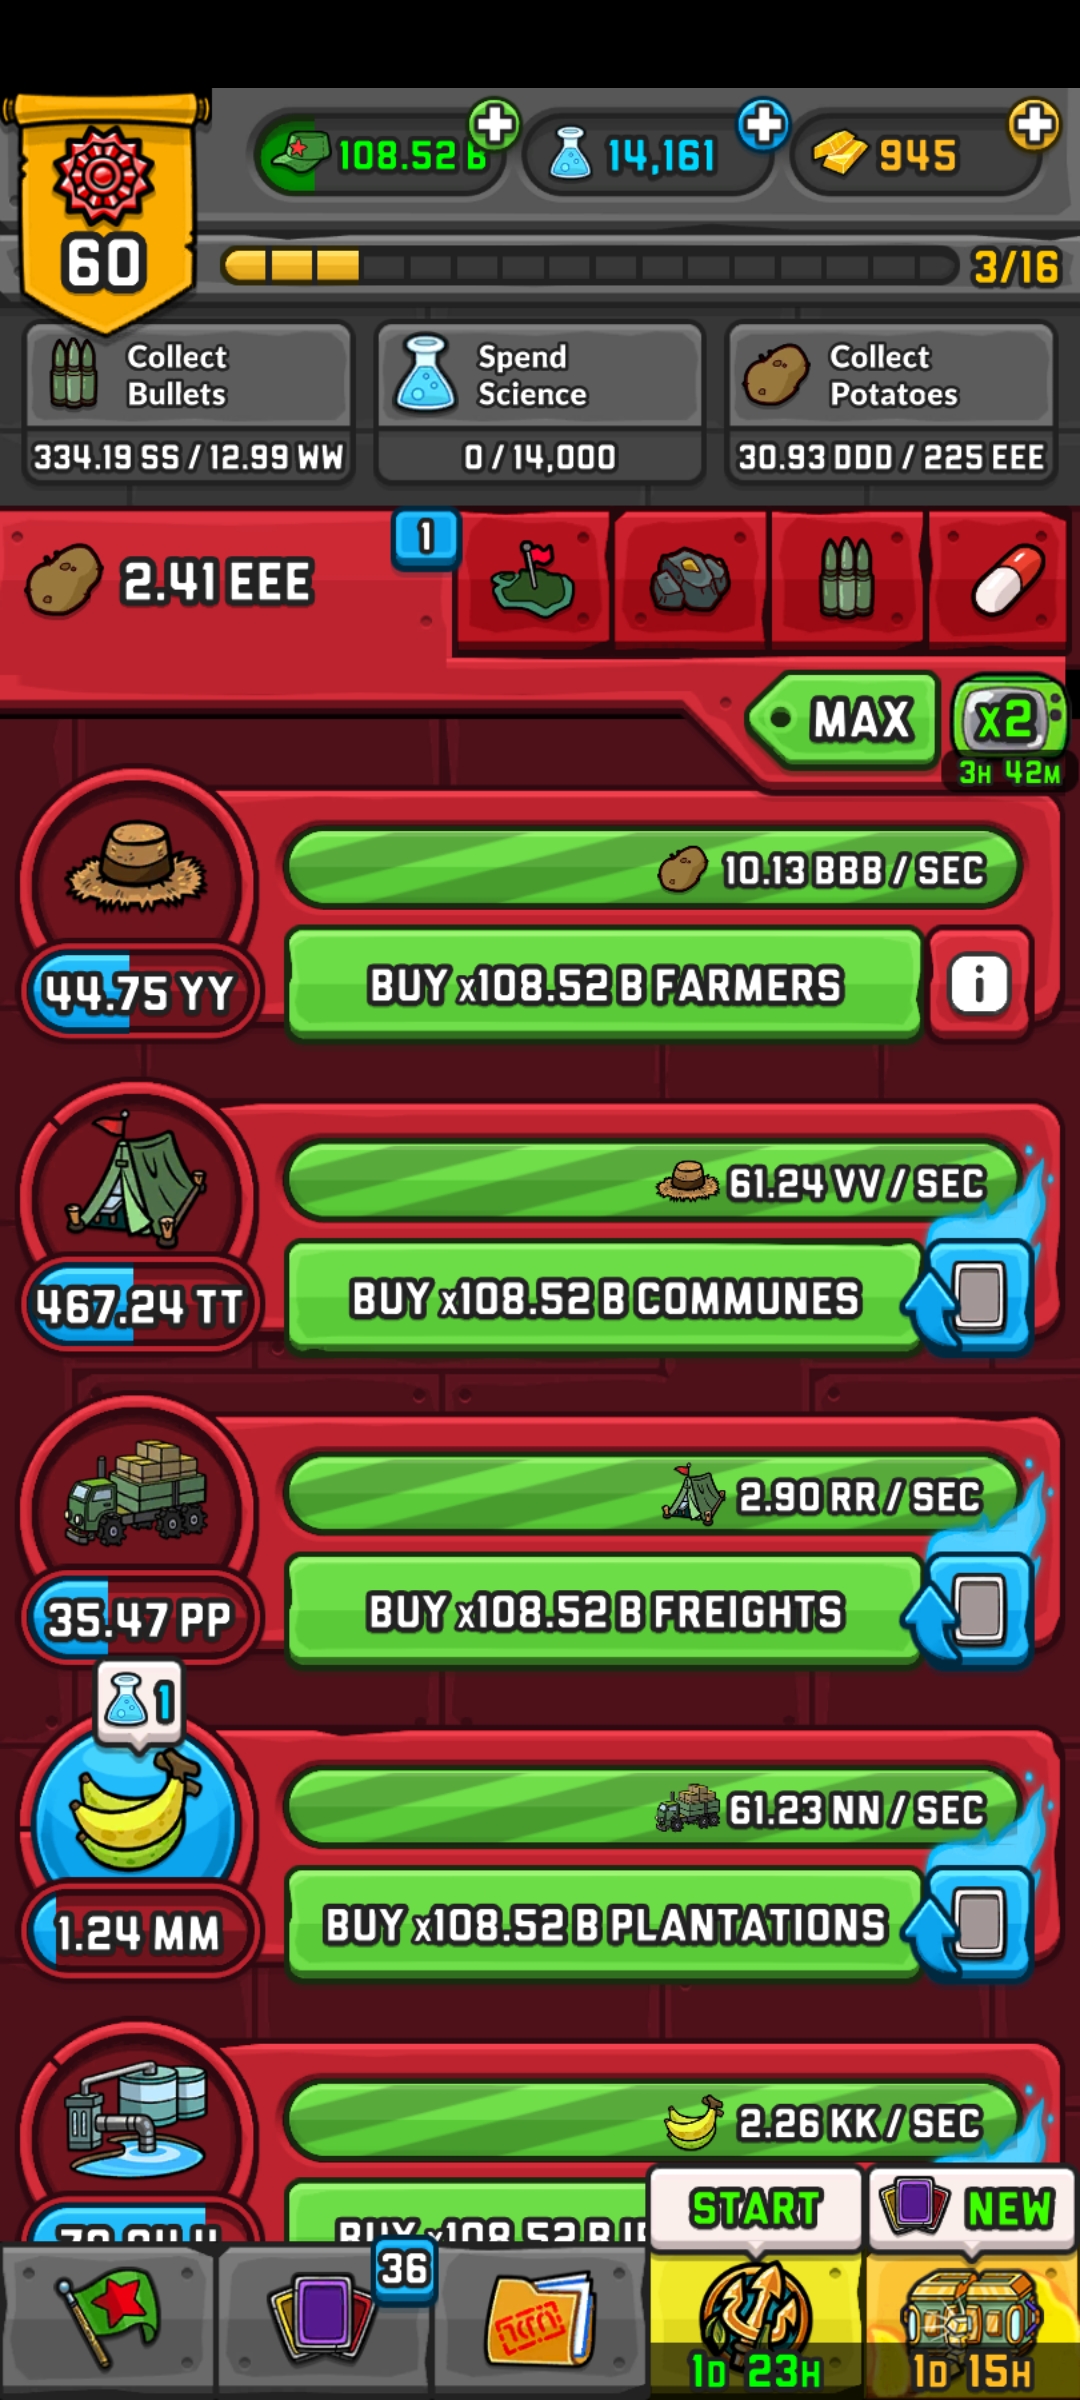 108.52 B
14,161
945
60
3/16
Collect
Bullets
334.19 SS / 12.99 WW
Spend
Science
0 / 14,000
Collect
Potatoes
30.93 DDD / 225 EEE
2.41 EEE
1
MAX
x2
3H 42M
10.13 BBB / SEC
44.75 YY
BUY x108.52 B FARMERS
i
61.24 VV / SEC
467.24 TT
BUY x108.52 B COMMUNES
2.90 RR / SEC
35.47 PP
BUY x108.52 B FREIGHTS
1
61.23 NN / SEC
1.24 MM
BUY x108.52 B PLANTATIONS
2.26 KK / SEC
BUY x108.52 B
START
NEW
36
1D 23H
1D 15H